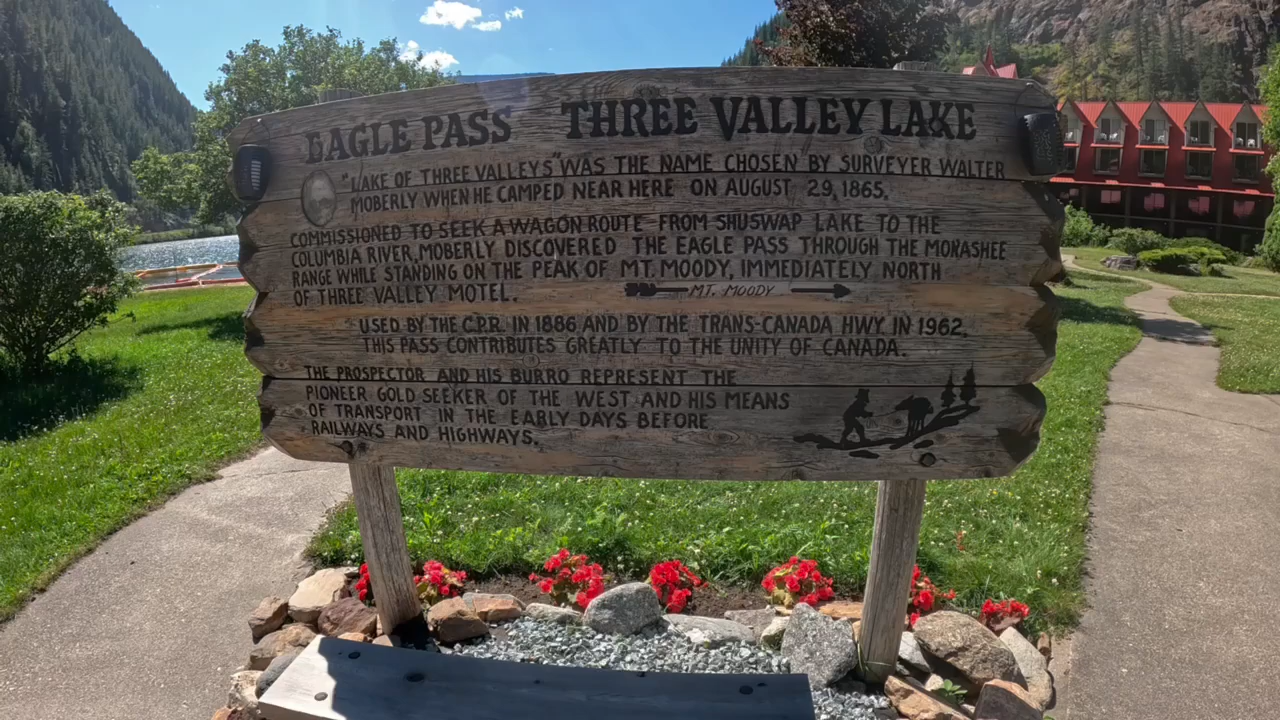 EAGLE PASS THREE VALLEY LAKE
"LAKE OF THREE VALLEYS" WAS THE NAME CHOSEN BY SURVEYER WALTER
MOBERLY WHEN HE CAMPED NEAR HERE ON AUGUST 29, 1865.
COMMISSIONED TO SEEK A WAGON ROUTE FROM SHUSWAP LAKE TO THE
COLUMBIA RIVER, MOBERLY DISCOVERED THE EAGLE PASS THROUGH THE MONASHEE
RANGE WHILE STANDING ON THE PEAK OF MT. MOODY, IMMEDIATELY NORTH
OF THREE VALLEY MOTEL.
MT. MOODY
USED BY THE C.P.R. IN 1886 AND BY THE TRANS-CANADA HWY. IN 1962,
THIS PASS CONTRIBUTES GREATLY TO THE UNITY OF CANADA.
THE PROSPECTOR AND HIS BURRO REPRESENT THE
PIONEER GOLD SEEKER OF THE WEST AND HIS MEANS
OF TRANSPORT IN THE EARLY DAYS BEFORE
RAILWAYS AND HIGHWAYS.